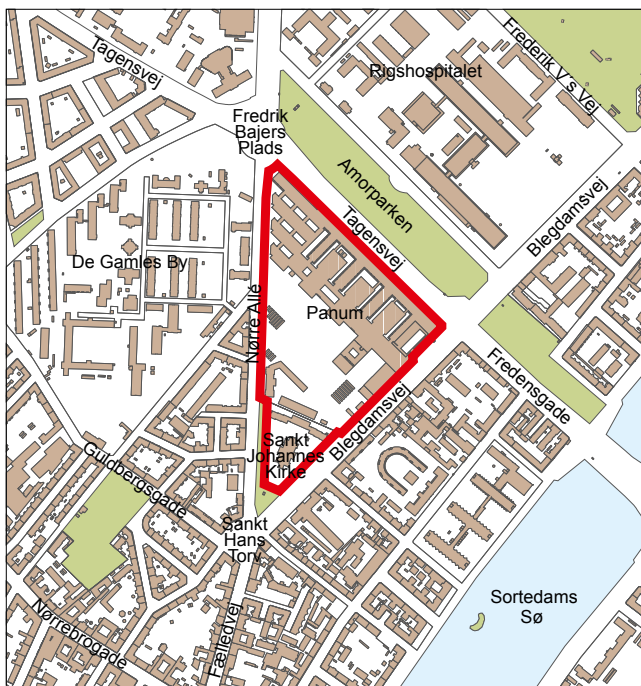 Tagensvej
Frederik V's Vej
Rigshospitalet
Fredrik
Bajers
Plads
Amorparken
Tagensvej
Blegdamsvej
De Gamles By
Nørre Allé
Panum
Fredensgade
Blegdamsvej
Sankt
Johannes
Kirke
Guldbergsgade
Sankt
Hans
Torv
Sortedams
Sø
Nørrebrogade
Fælledvej